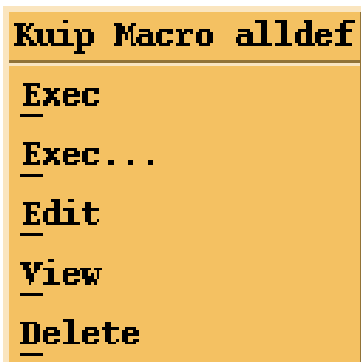 Kuip Macro alldef
Exec
Exec...
Edit
View
Delete